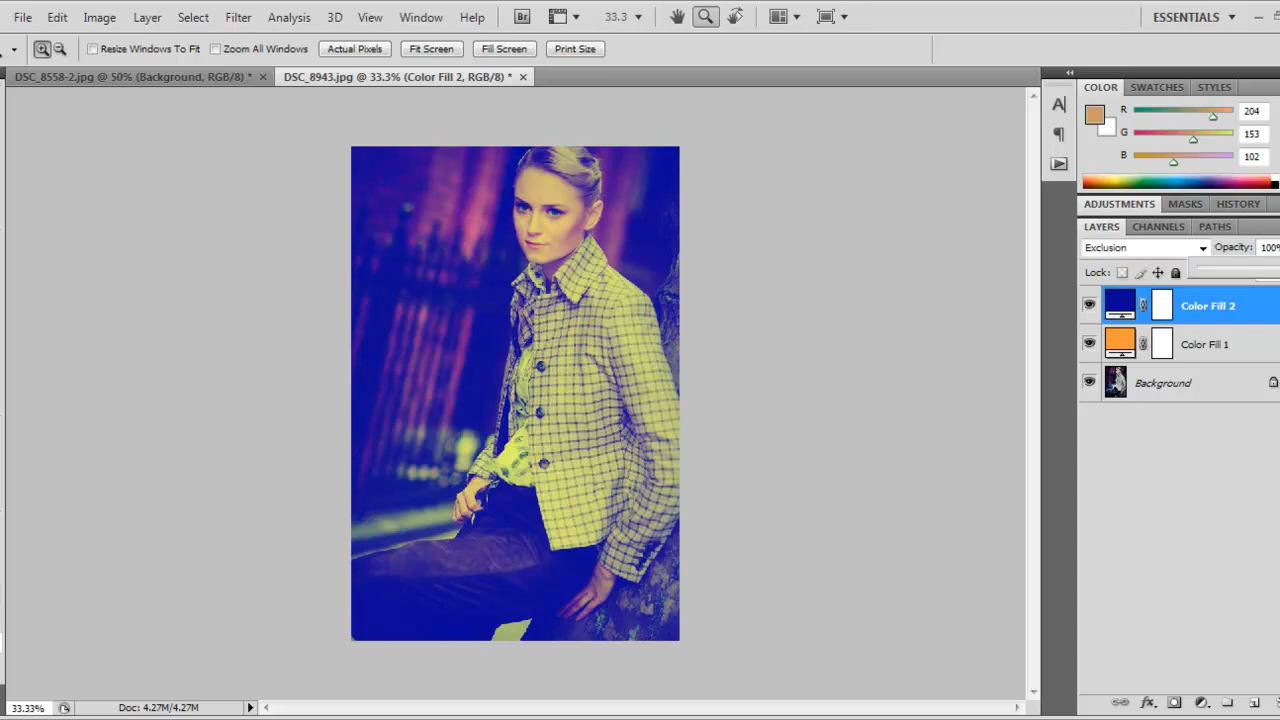 File Edit Image Layer Select Filter Analysis 3D View Window Help Br 33.3 ESSENTIALS
Resize Windows To Fit Zoom All Windows Actual Pixels Fit Screen Fill Screen Print Size
DSC_8558-2.jpg @ 50% (Background, RGB/8) * × DSC_8943.jpg @ 33.3% (Color Fill 2, RGB/8) * ×
COLOR SWATCHES STYLES
A
R 204
G 153
B 102
ADJUSTMENTS MASKS HISTORY
LAYERS CHANNELS PATHS
Exclusion Opacity: 100%
Lock:
Color Fill 2
Color Fill 1
Background
33.33% Doc: 4.27M/4.27M
fx